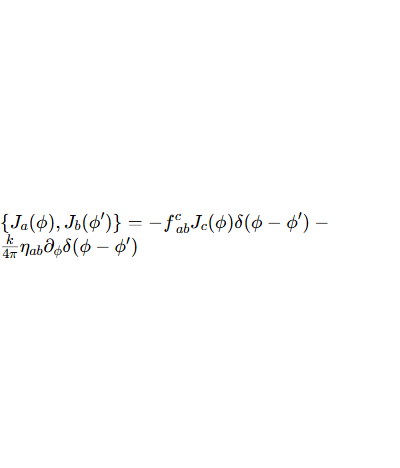 $\{J_a(\phi), J_b(\phi')\} = -f^c_{\ ab} J_c(\phi)\delta(\phi - \phi') -$
$\frac{k}{4\pi}\eta_{ab}\partial_\phi\delta(\phi - \phi')$